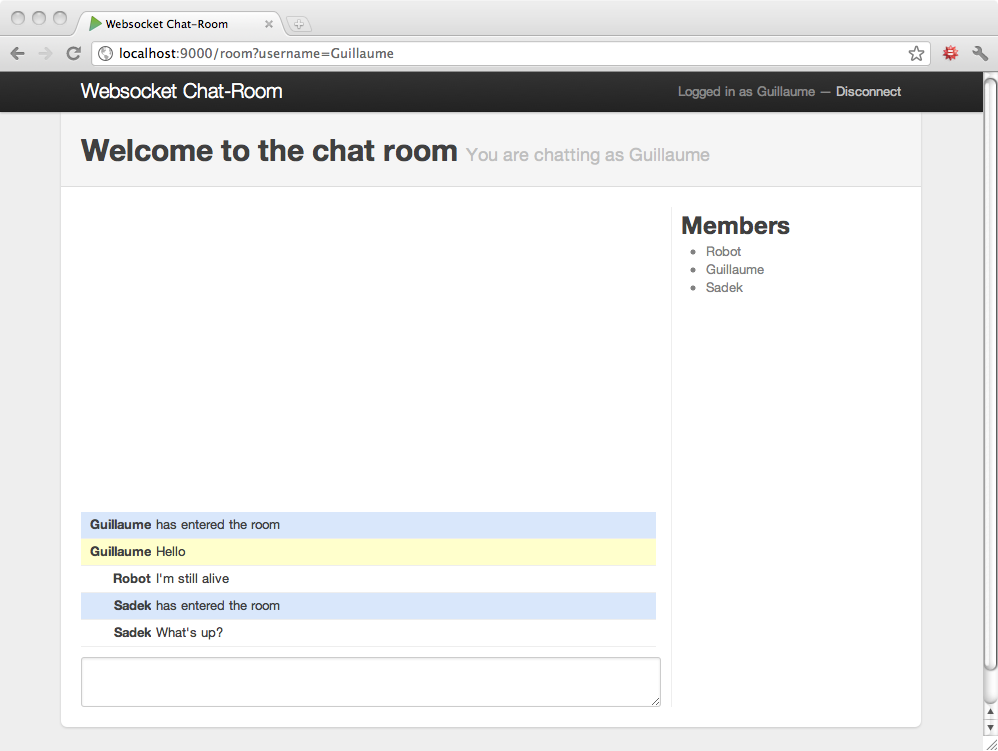 Websocket Chat-Room
localhost:9000/room?username=Guillaume
Websocket Chat-Room Logged in as Guillaume — Disconnect
Welcome to the chat room You are chatting as Guillaume
Members
Robot
Guillaume
Sadek
Guillaume has entered the room
Guillaume Hello
Robot I'm still alive
Sadek has entered the room
Sadek What's up?